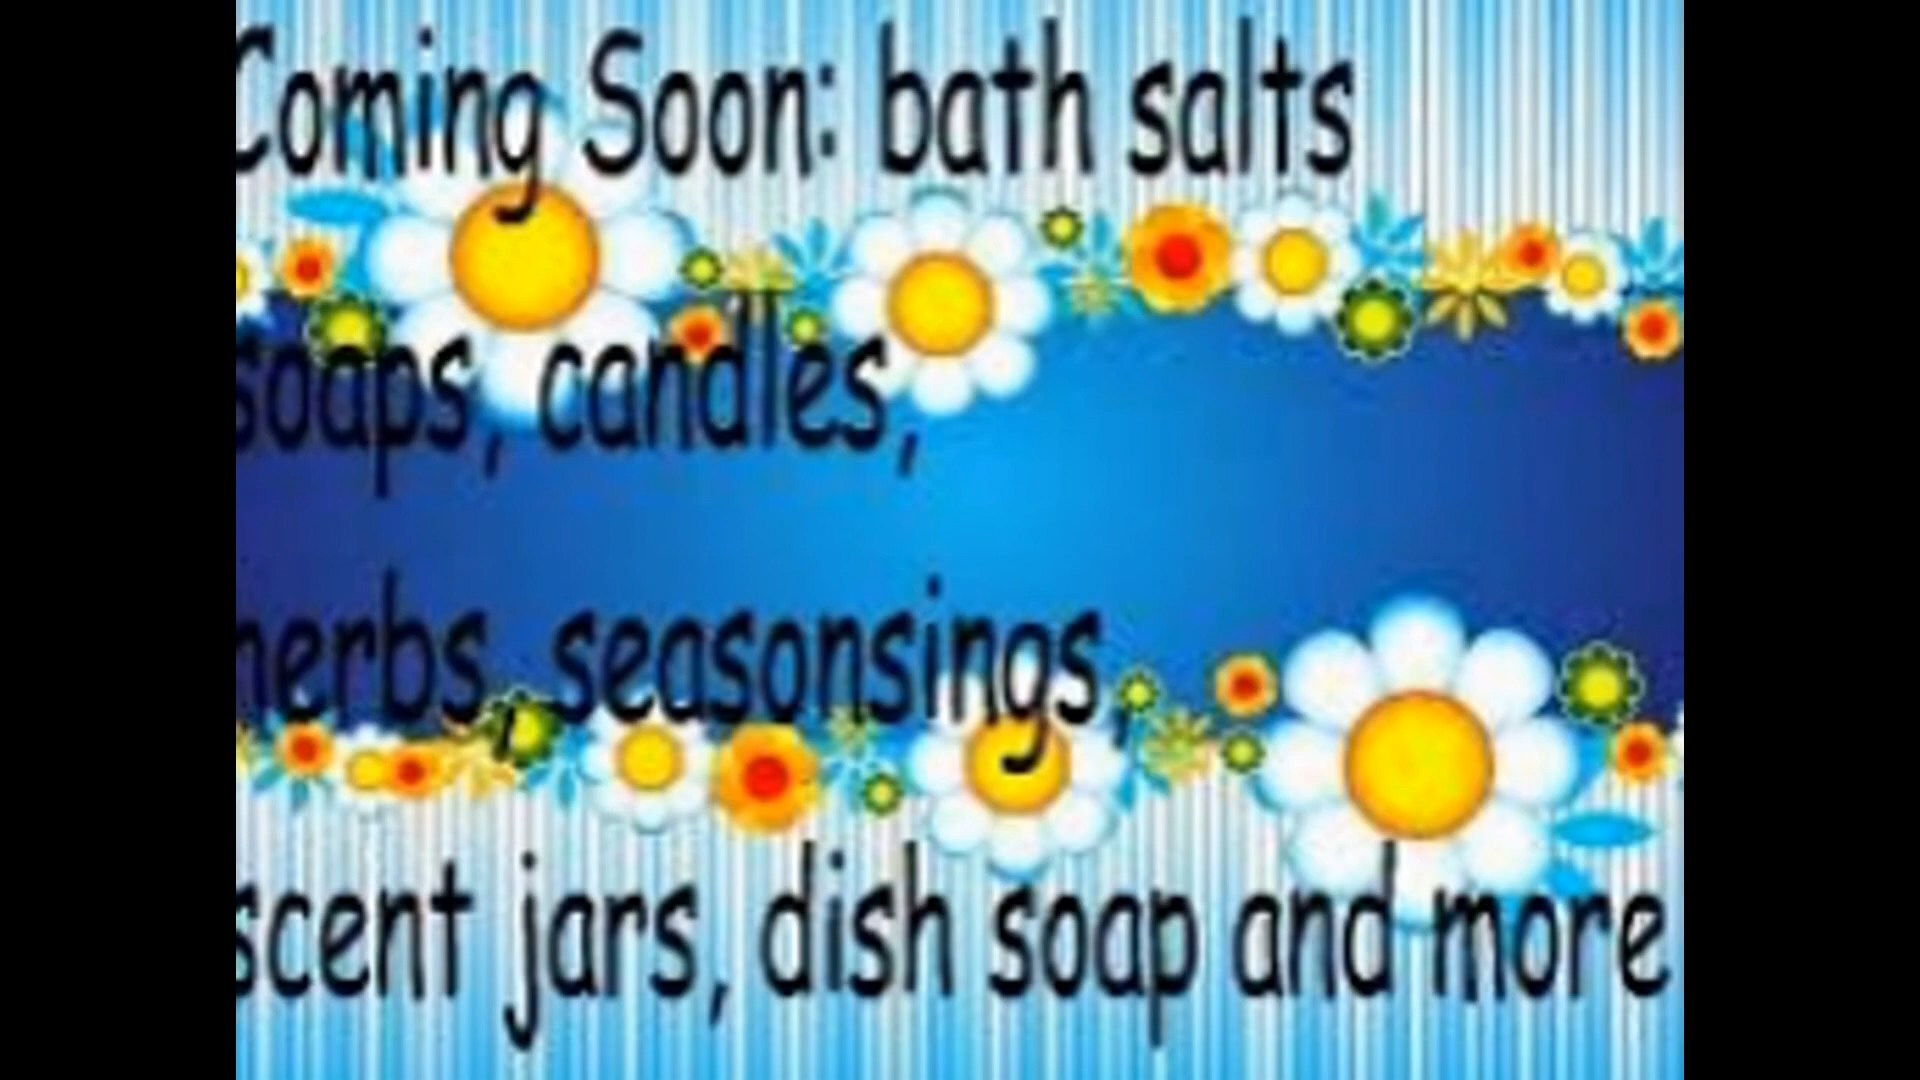 Coming Soon: bath salts
soaps, candles,
herbs, seasonsings,
scent jars, dish soap and more